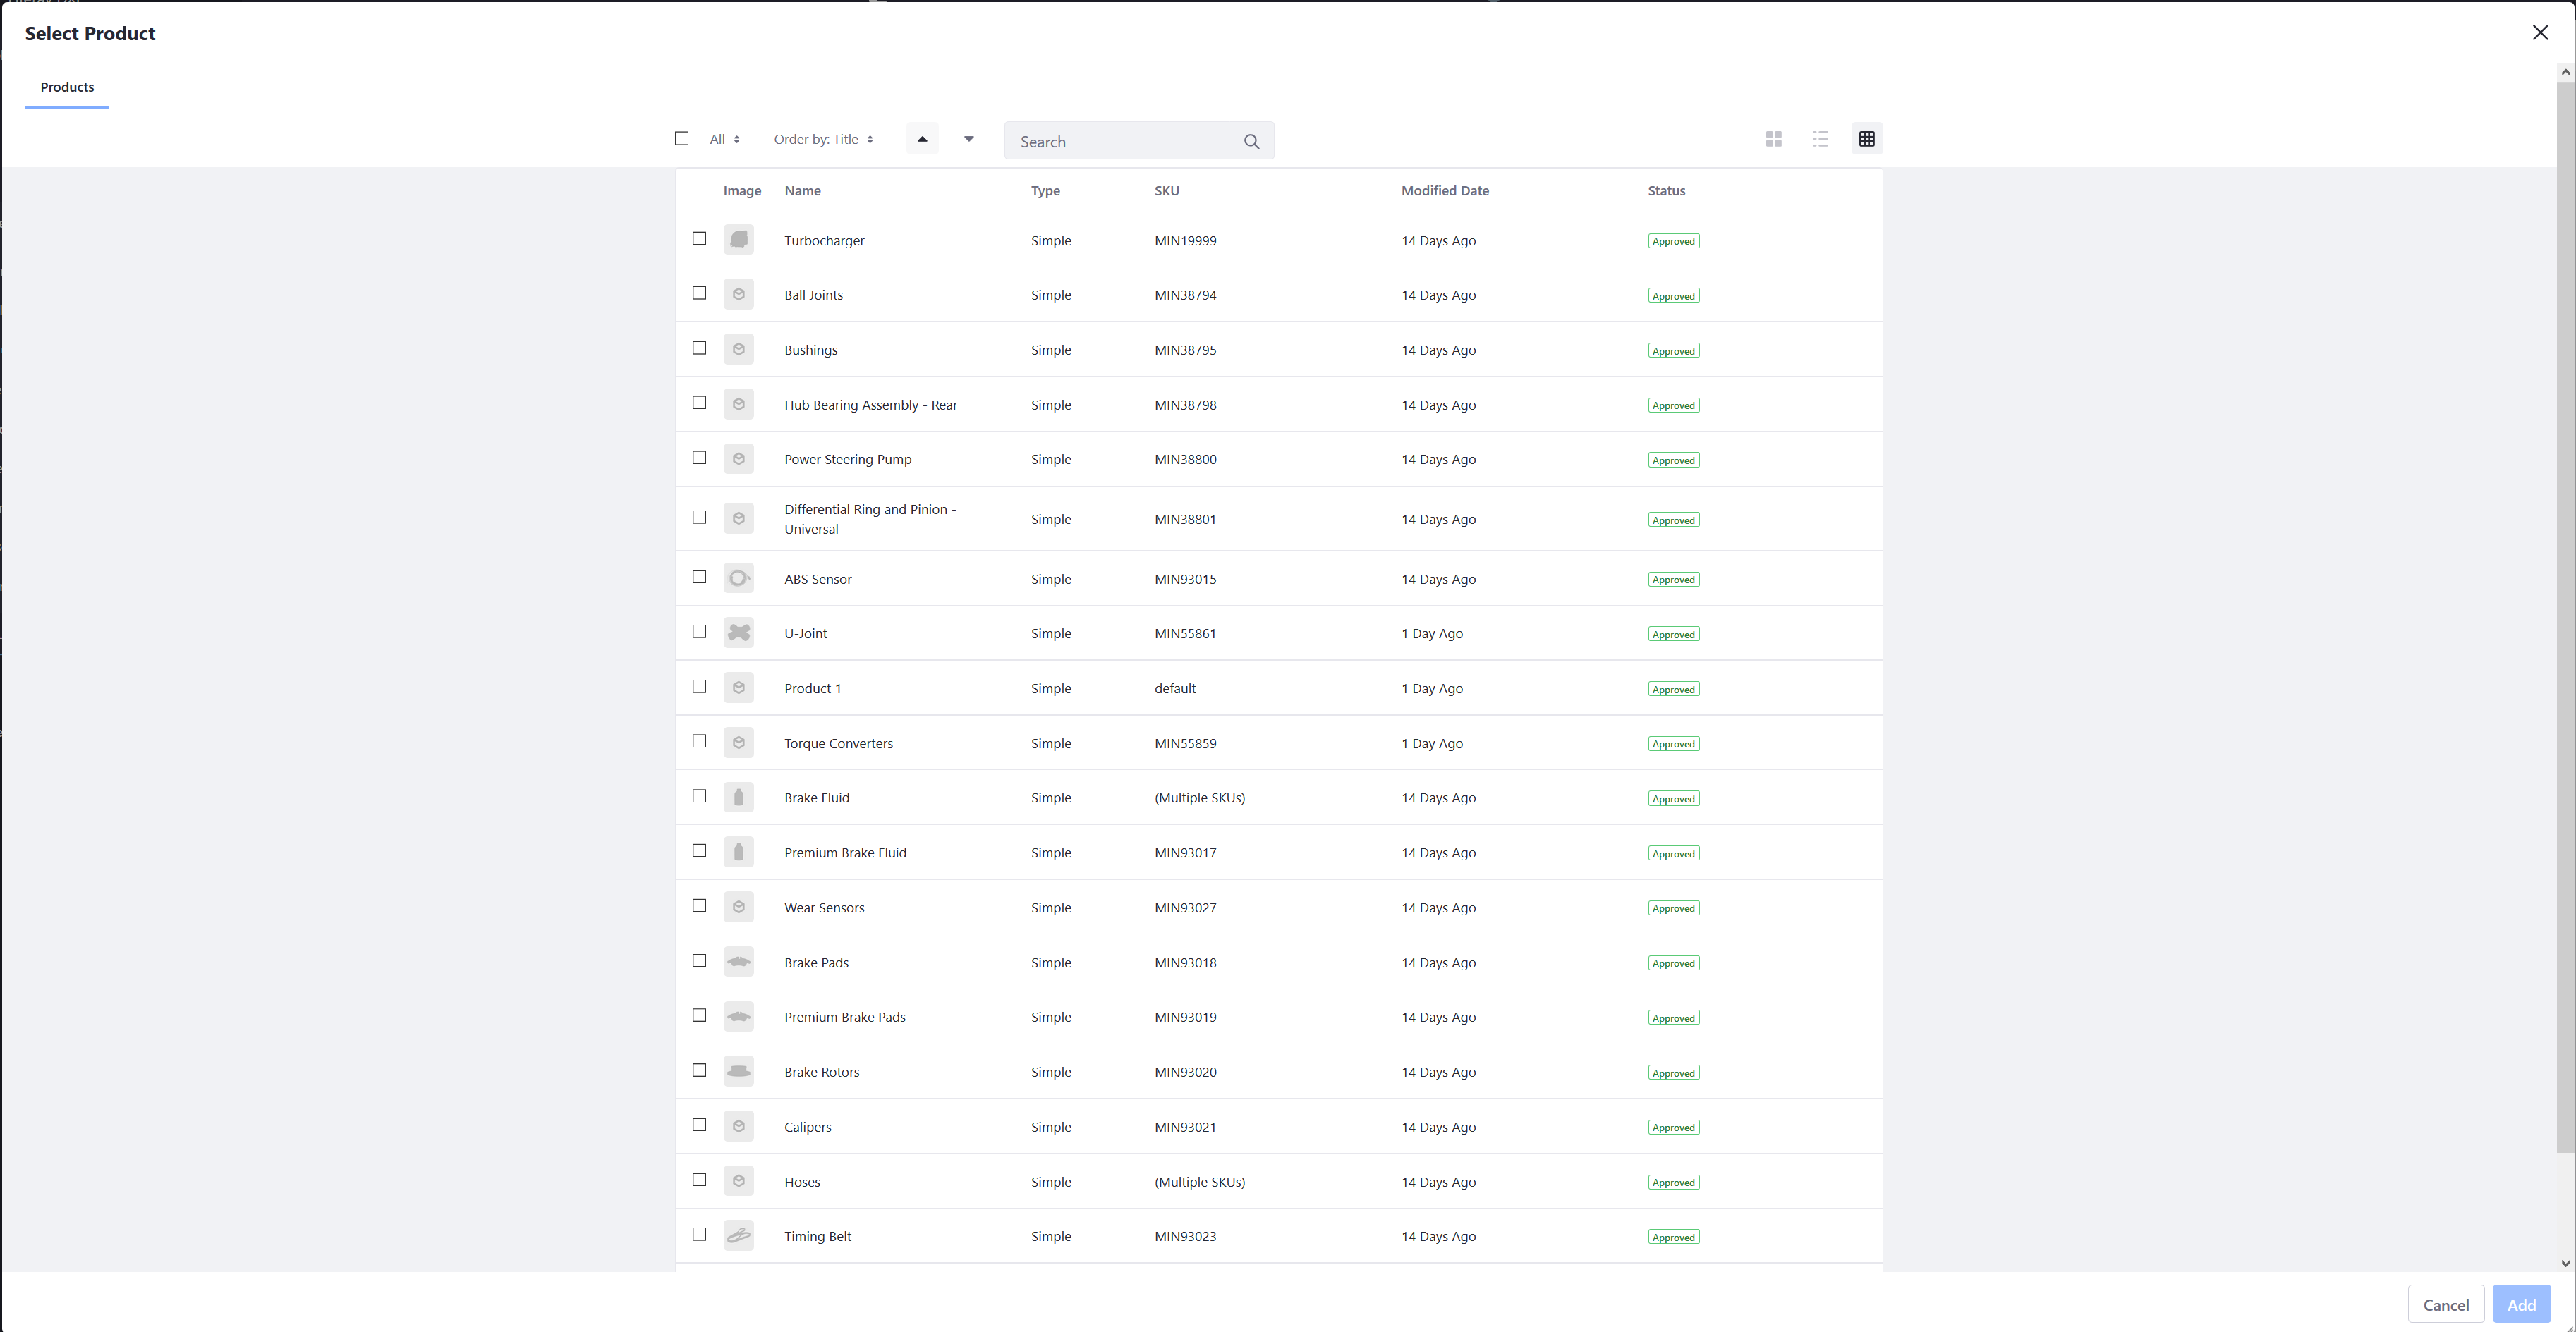 Select Product
Products
All Order by: Title Search
Image Name Type SKU Modified Date Status
Turbocharger Simple MIN19999 14 Days Ago Approved
Ball Joints Simple MIN38794 14 Days Ago Approved
Bushings Simple MIN38795 14 Days Ago Approved
Hub Bearing Assembly - Rear Simple MIN38798 14 Days Ago Approved
Power Steering Pump Simple MIN38800 14 Days Ago Approved
Differential Ring and Pinion -
Universal Simple MIN38801 14 Days Ago Approved
ABS Sensor Simple MIN93015 14 Days Ago Approved
U-Joint Simple MIN55861 1 Day Ago Approved
Product 1 Simple default 1 Day Ago Approved
Torque Converters Simple MIN55859 1 Day Ago Approved
Brake Fluid Simple (Multiple SKUs) 14 Days Ago Approved
Premium Brake Fluid Simple MIN93017 14 Days Ago Approved
Wear Sensors Simple MIN93027 14 Days Ago Approved
Brake Pads Simple MIN93018 14 Days Ago Approved
Premium Brake Pads Simple MIN93019 14 Days Ago Approved
Brake Rotors Simple MIN93020 14 Days Ago Approved
Calipers Simple MIN93021 14 Days Ago Approved
Hoses Simple (Multiple SKUs) 14 Days Ago Approved
Timing Belt Simple MIN93023 14 Days Ago Approved
Cancel Add